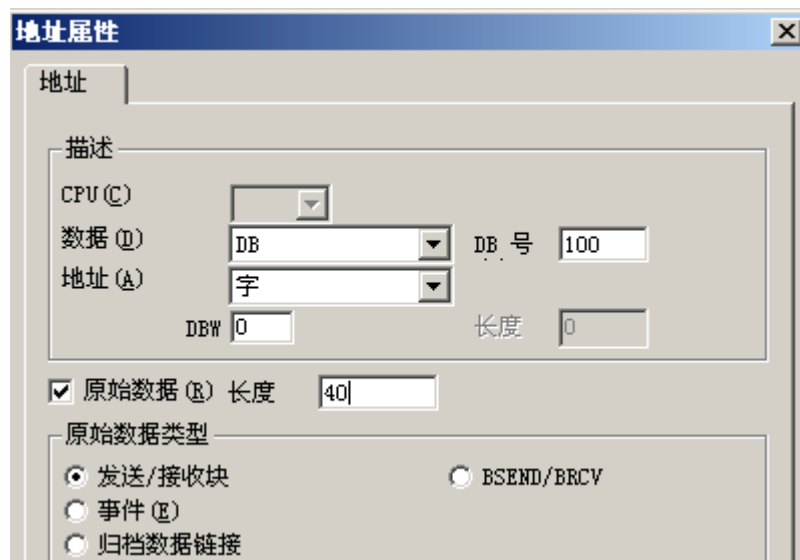 地址属性
地址
描述
CPU(C)
数据(D) DB DB 号 100
地址(A) 字
DBW 0 长度 0
原始数据(R) 长度 40
原始数据类型
发送/接收块 BSEND/BRCV
事件(E)
归档数据链接